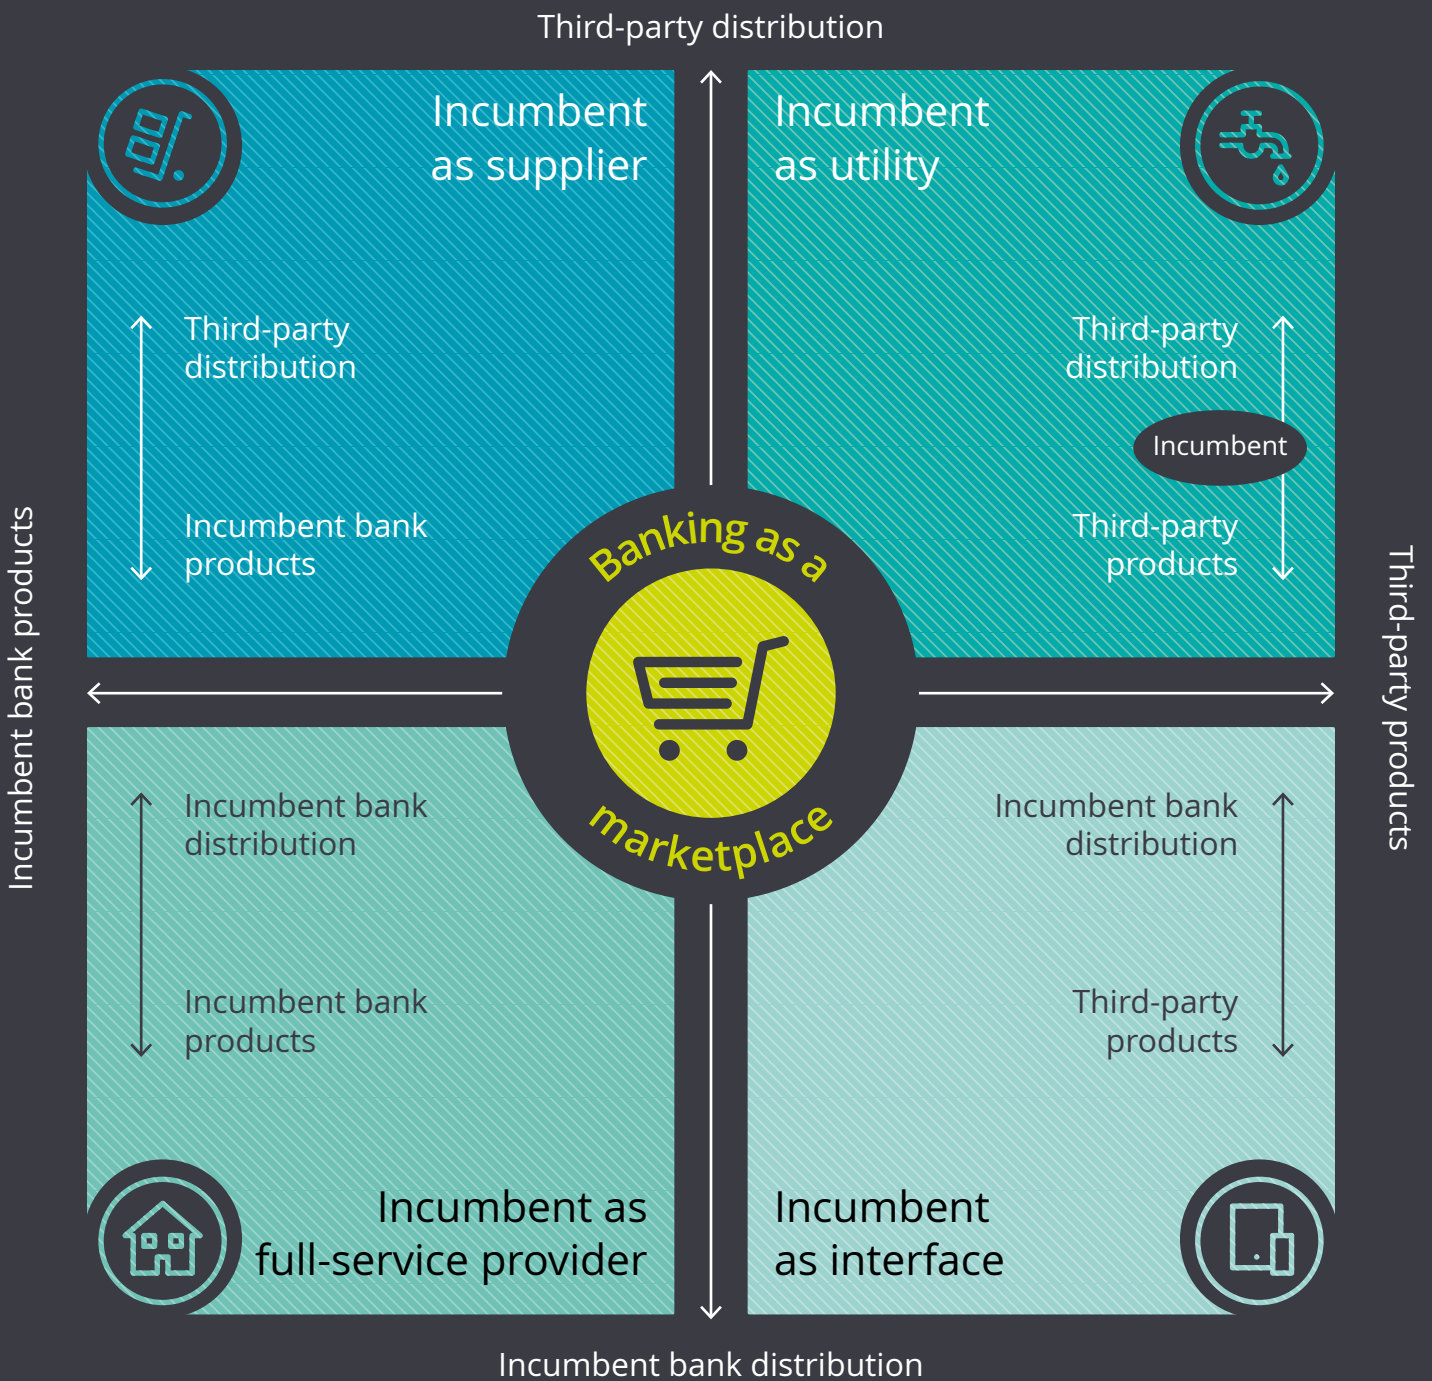 Third-party distribution
Incumbent
as supplier
Third-party
distribution
Incumbent bank
products
Incumbent
as utility
Third-party
distribution
Incumbent
Third-party
products
Incumbent bank products
Banking as a
marketplace
Third-party products
Incumbent bank
distribution
Incumbent bank
products
Incumbent as
full-service provider
Incumbent bank
distribution
Third-party
products
Incumbent
as interface
Incumbent bank distribution